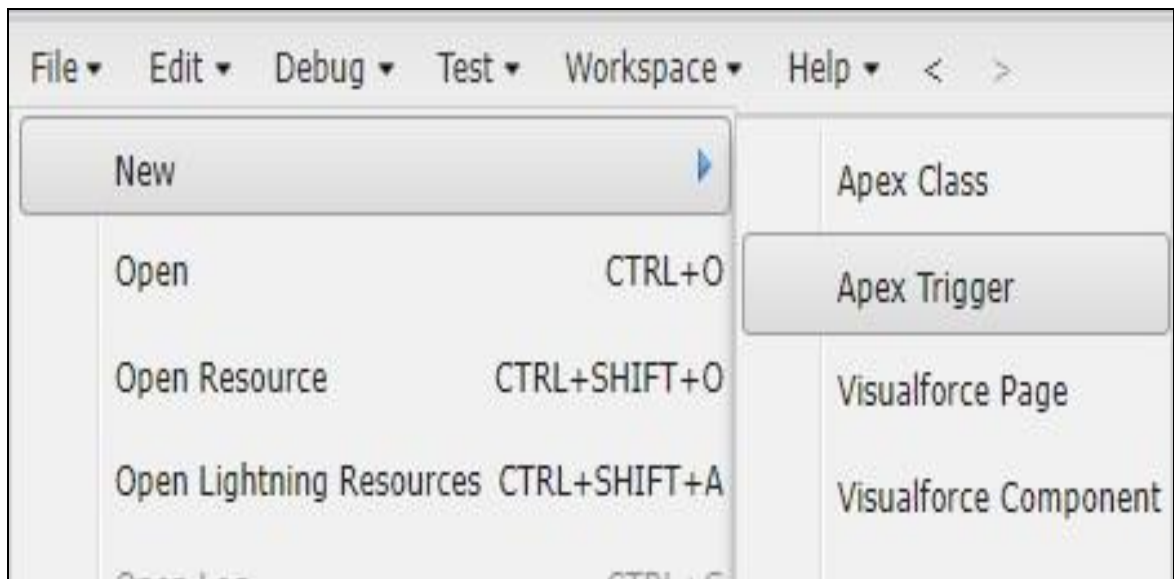 File ▾ Edit ▾ Debug ▾ Test ▾ Workspace ▾ Help ▾ < >
New
Open CTRL+O
Open Resource CTRL+SHIFT+O
Open Lightning Resources CTRL+SHIFT+A
Apex Class
Apex Trigger
Visualforce Page
Visualforce Component